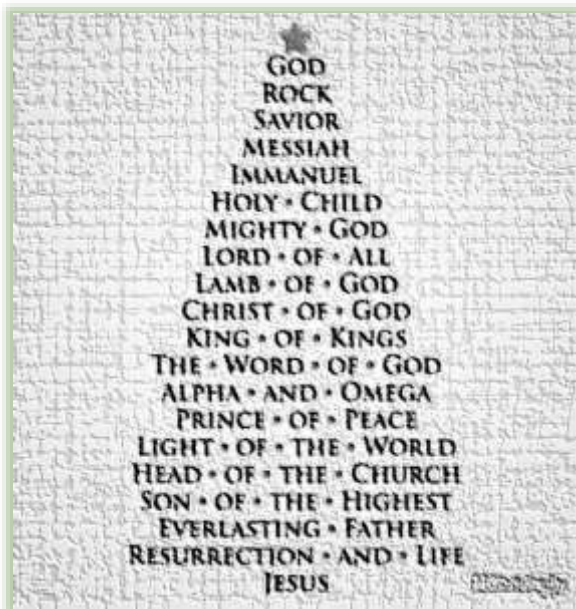 GOD
ROCK
SAVIOR
MESSIAH
IMMANUEL
HOLY • CHILD
MIGHTY • GOD
LORD • OF • ALL
LAMB • OF • GOD
CHRIST • OF • GOD
KING • OF • KINGS
THE • WORD • OF • GOD
ALPHA • AND • OMEGA
PRINCE • OF • PEACE
LIGHT • OF • THE • WORLD
HEAD • OF • THE • CHURCH
SON • OF • THE • HIGHEST
EVERLASTING • FATHER
RESURRECTION • AND • LIFE
JESUS